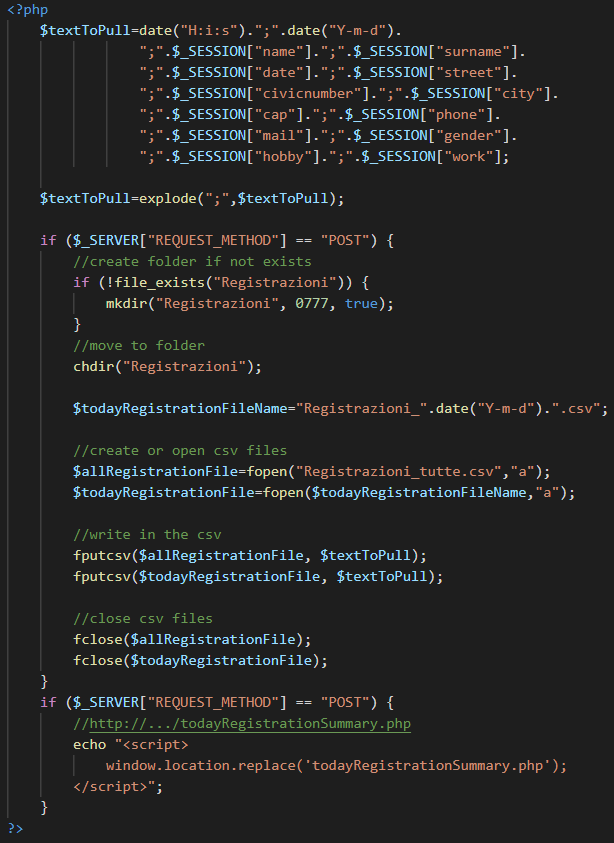 <?php
    $textToPull=date("H:i:s").";".date("Y-m-d").
                ";".$_SESSION["name"].";".$_SESSION["surname"].
                ";".$_SESSION["date"].";".$_SESSION["street"].
                ";".$_SESSION["civicnumber"].";".$_SESSION["city"].
                ";".$_SESSION["cap"].";".$_SESSION["phone"].
                ";".$_SESSION["mail"].";".$_SESSION["gender"].
                ";".$_SESSION["hobby"].";".$_SESSION["work"];

    $textToPull=explode(";",$textToPull);

    if ($_SERVER["REQUEST_METHOD"] == "POST") {
        //create folder if not exists
        if (!file_exists("Registrazioni")) {
            mkdir("Registrazioni", 0777, true);
        }
        //move to folder
        chdir("Registrazioni");

        $todayRegistrationFileName="Registrazioni_".date("Y-m-d").".csv";

        //create or open csv files
        $allRegistrationFile=fopen("Registrazioni_tutte.csv","a");
        $todayRegistrationFile=fopen($todayRegistrationFileName,"a");

        //write in the csv
        fputcsv($allRegistrationFile, $textToPull);
        fputcsv($todayRegistrationFile, $textToPull);

        //close csv files
        fclose($allRegistrationFile);
        fclose($todayRegistrationFile);
    }
    if ($_SERVER["REQUEST_METHOD"] == "POST") {
        //http://.../todayRegistrationSummary.php
        echo "<script>
            window.location.replace('todayRegistrationSummary.php');
        </script>";
    }
?>